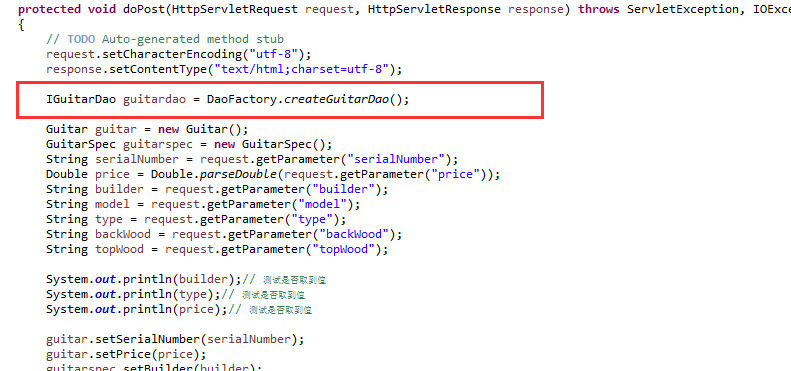 protected void doPost(HttpServletRequest request, HttpServletResponse response) throws ServletException, IOExce
{
// TODO Auto-generated method stub
request.setCharacterEncoding("utf-8");
response.setContentType("text/html;charset=utf-8");
IGuitarDao guitardao = DaoFactory.createGuitarDao();
Guitar guitar = new Guitar();
GuitarSpec guitarspec = new GuitarSpec();
String serialNumber = request.getParameter("serialNumber");
Double price = Double.parseDouble(request.getParameter("price"));
String builder = request.getParameter("builder");
String model = request.getParameter("model");
String type = request.getParameter("type");
String backWood = request.getParameter("backWood");
String topWood = request.getParameter("topWood");
System.out.println(builder);// 测试是否取到值
System.out.println(type);// 测试是否取到值
System.out.println(price);// 测试是否取到值
guitar.setSerialNumber(serialNumber);
guitar.setPrice(price);
guitarspec.setBuilder(builder);